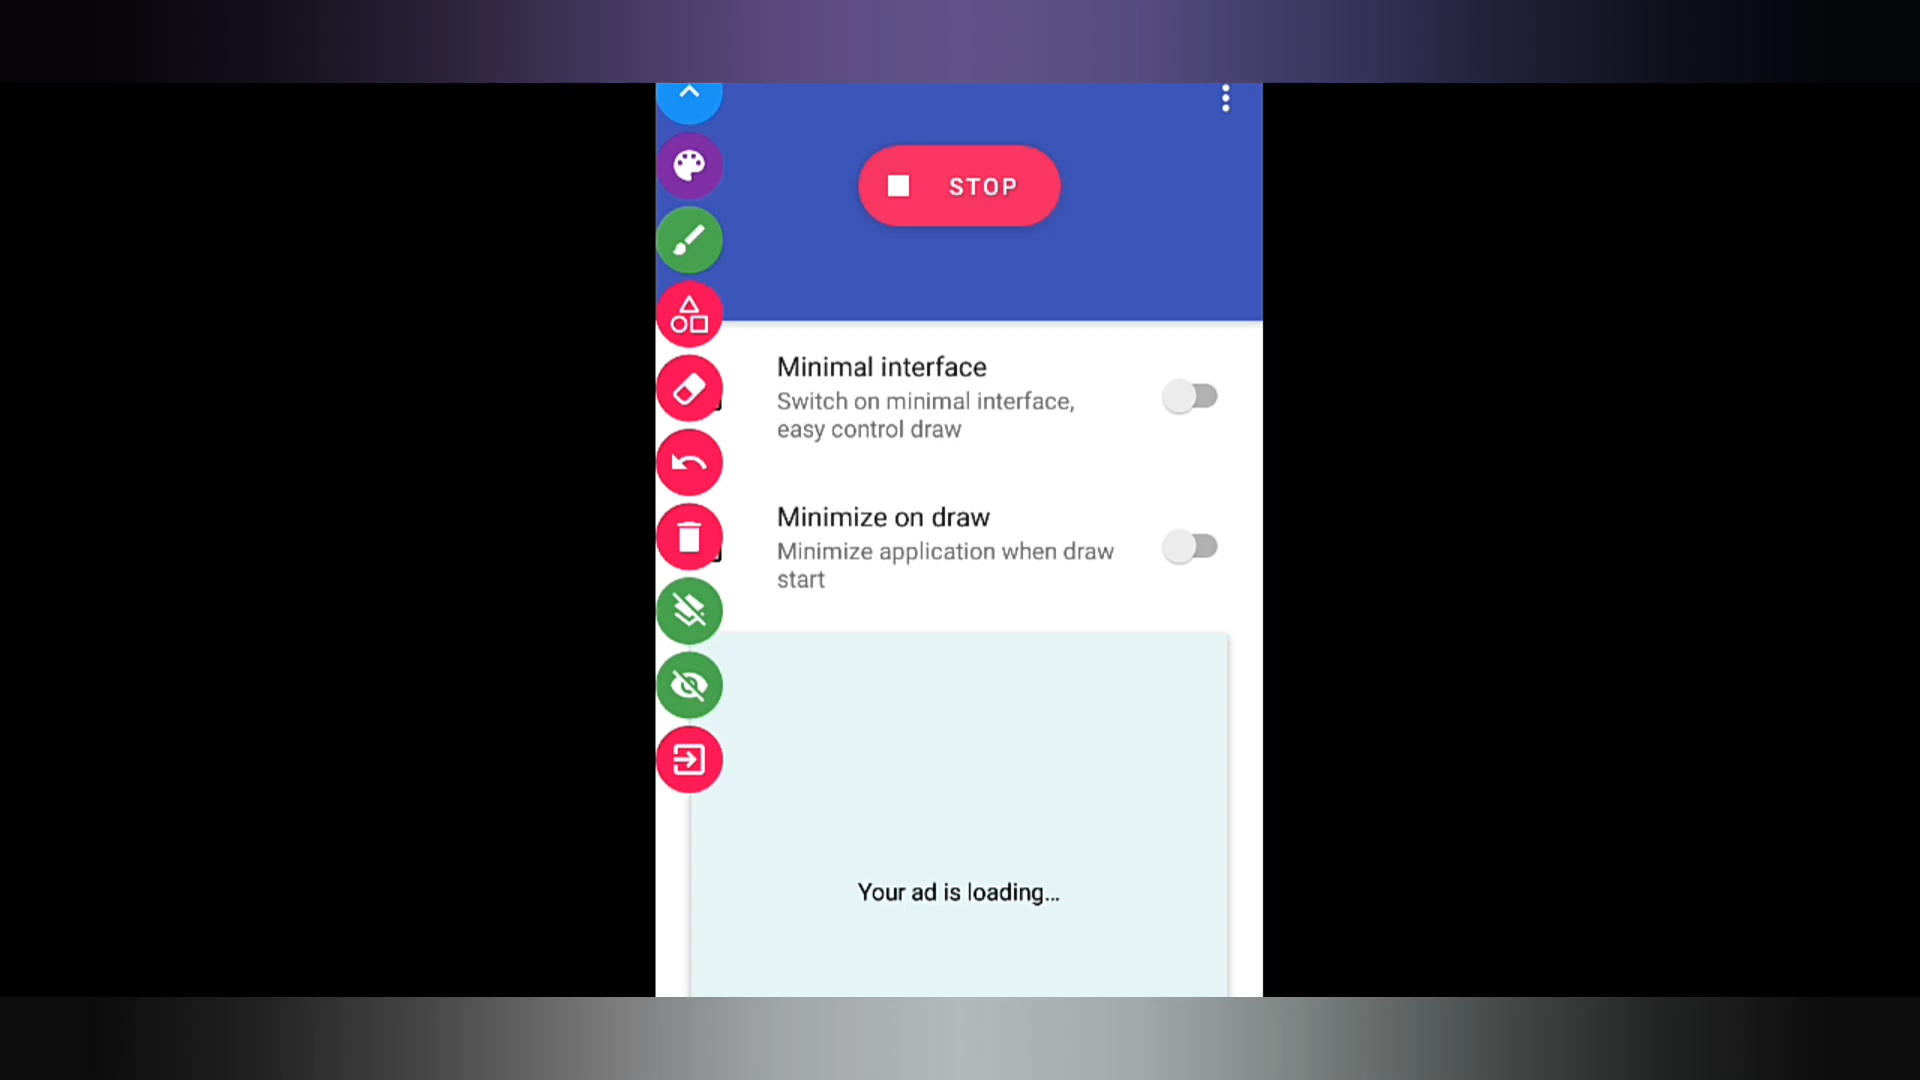 STOP
Minimal interface
Switch on minimal interface,
easy control draw
Minimize on draw
Minimize application when draw
start
Your ad is loading...